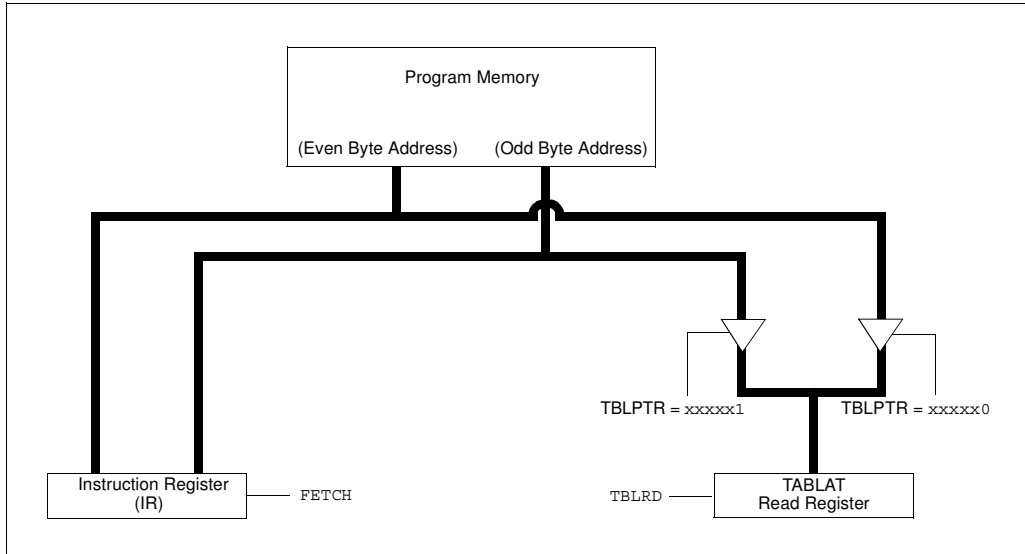 Program Memory
(Even Byte Address) (Odd Byte Address)
TBLPTR = xxxxx1 TBLPTR = xxxxx0
Instruction Register
(IR)
FETCH
TBLRD
TABLAT
Read Register